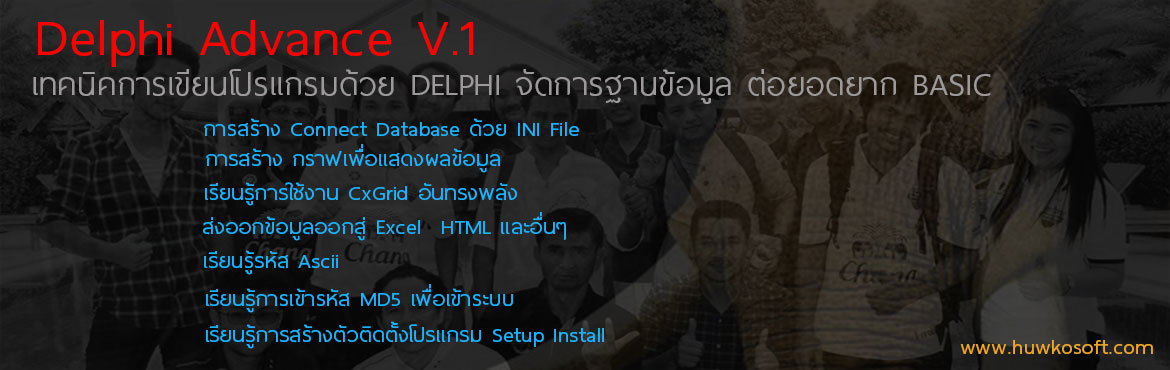 Delphi Advance V.1
เทคนิคการเขียนโปรแกรมด้วย DELPHI จัดการฐานข้อมูล ต่อยอดยาก BASIC
การสร้าง Connect Database ด้วย INI File
การสร้าง กราฟเพื่อแสดงผลข้อมูล
เรียนรู้การใช้งาน CxGrid อันทรงพลัง
ส่งออกข้อมูลออกสู่ Excel HTML และอื่นๆ
Chang
Chang
Chang
เรียนรู้รหัส Ascii
เรียนรู้การเข้ารหัส MD5 เพื่อเข้าระบบ
เรียนรู้การสร้างตัวติดตั้งโปรแกรม Setup Install
www.huwkosoft.com